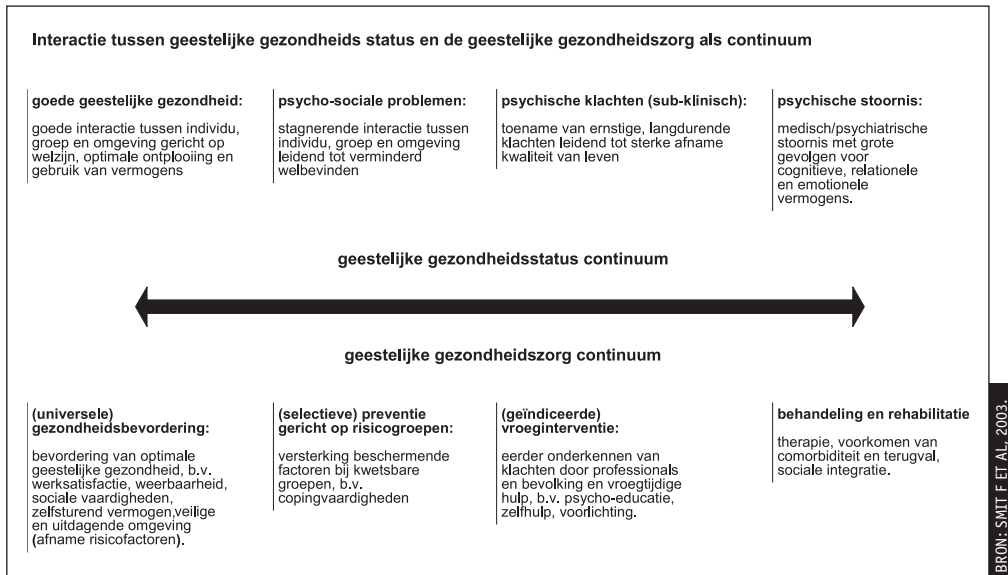 Interactie tussen geestelijke gezondheids status en de geestelijke gezondheidszorg als continuum
goede geestelijke gezondheid:
goede interactie tussen individu,
groep en omgeving gericht op
welzijn, optimale ontplooiing en
gebruik van vermogens
psycho-sociale problemen:
stagnerende interactie tussen
individu, groep en omgeving
leidend tot verminderd
welbevinden
psychische klachten (sub-klinisch):
toename van ernstige, langdurende
klachten leidend tot sterke afname
kwaliteit van leven
psychische stoornis:
medisch/psychiatrische
stoornis met grote
gevolgen voor
cognitieve, relationele
en emotionele
vermogens.
geestelijke gezondheidsstatus continuum
geestelijke gezondheidszorg continuum
(universele)
gezondheidsbevordering:
bevordering van optimale
geestelijke gezondheid, b.v.
werksatisfactie, weerbaarheid,
sociale vaardigheden,
zelfsturend vermogen,veilige
en uitdagende omgeving
(afname risicofactoren).
(selectieve) preventie
gericht op risicogroepen:
versterking beschermende
factoren bij kwetsbare
groepen, b.v.
copingvaardigheden
(geïndiceerde)
vroeginterventie:
eerder onderkennen van
klachten door professionals
en bevolking en vroegtijdige
hulp, b.v. psycho-educatie,
zelfhulp, voorlichting.
behandeling en rehabilitatie
therapie, voorkomen van
comorbiditeit en terugval,
sociale integratie.
BRON: SMIT F ET AL, 2003.